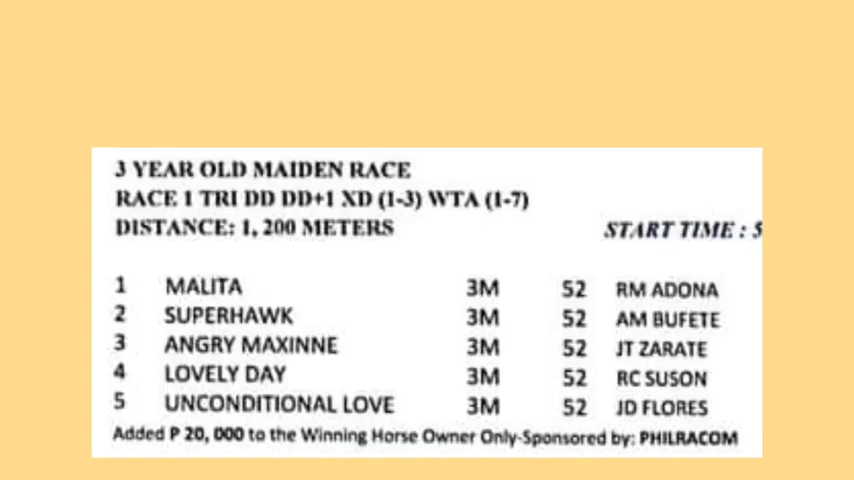 3 YEAR OLD MAIDEN RACE
RACE 1 TRI DD DD+1 XD (1-3) WTA (1-7)
DISTANCE: 1, 200 METERS START TIME : 5
1 MALITA 3M 52 RM ADONA
2 SUPERHAWK 3M 52 AM BUFETE
3 ANGRY MAXINNE 3M 52 JT ZARATE
4 LOVELY DAY 3M 52 RC SUSON
5 UNCONDITIONAL LOVE 3M 52 JD FLORES
Added P 20, 000 to the Winning Horse Owner Only-Sponsored by: PHILRACOM